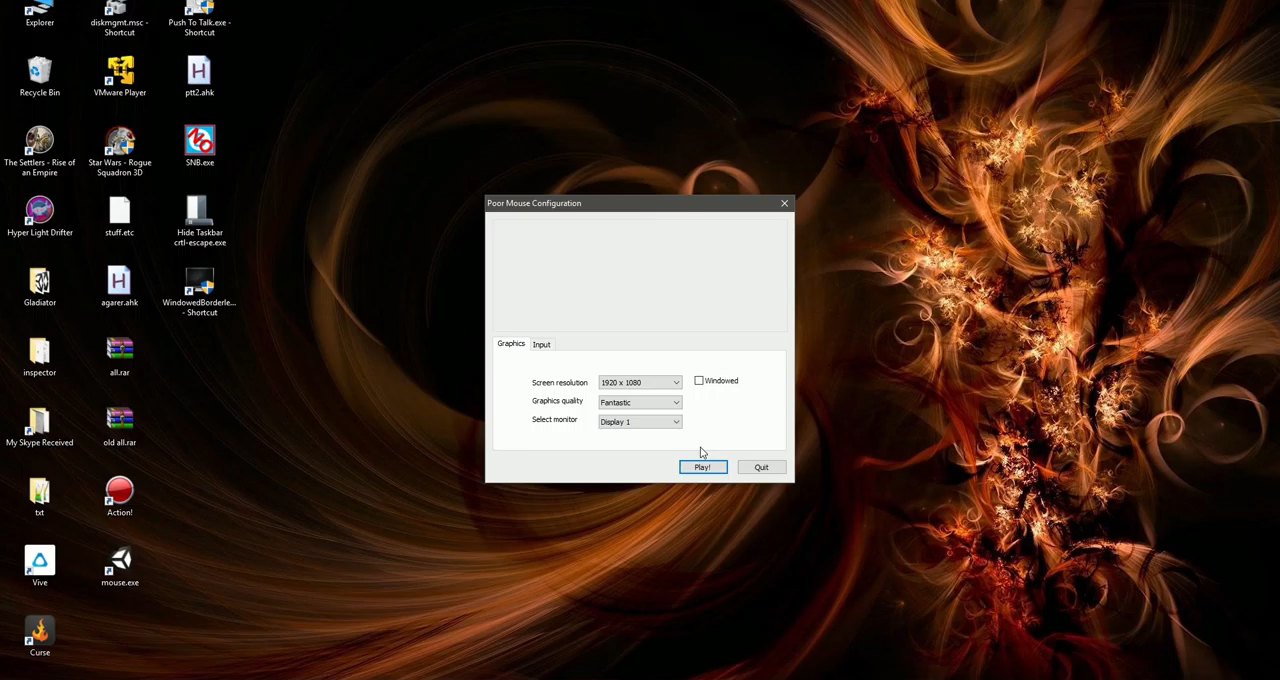 Explorer
diskmgmt.msc -
Shortcut
Push To Talk.exe -
Shortcut
Recycle Bin
VMware Player
H
ptt2.ahk
The Settlers - Rise of
an Empire
Star Wars - Rogue
Squadron 3D
NO
SNB.exe
Hyper Light Drifter
stuff.etc
Hide Taskbar
crtl-escape.exe
Gladiator
H
agarer.ahk
WindowedBorderle...
- Shortcut
inspector
all.rar
My Skype Received
old all.rar
txt
Action!
Vive
mouse.exe
Curse
Poor Mouse Configuration
Graphics
Input
Screen resolution
1920 x 1080
Windowed
Graphics quality
Fantastic
Select monitor
Display 1
Play!
Quit